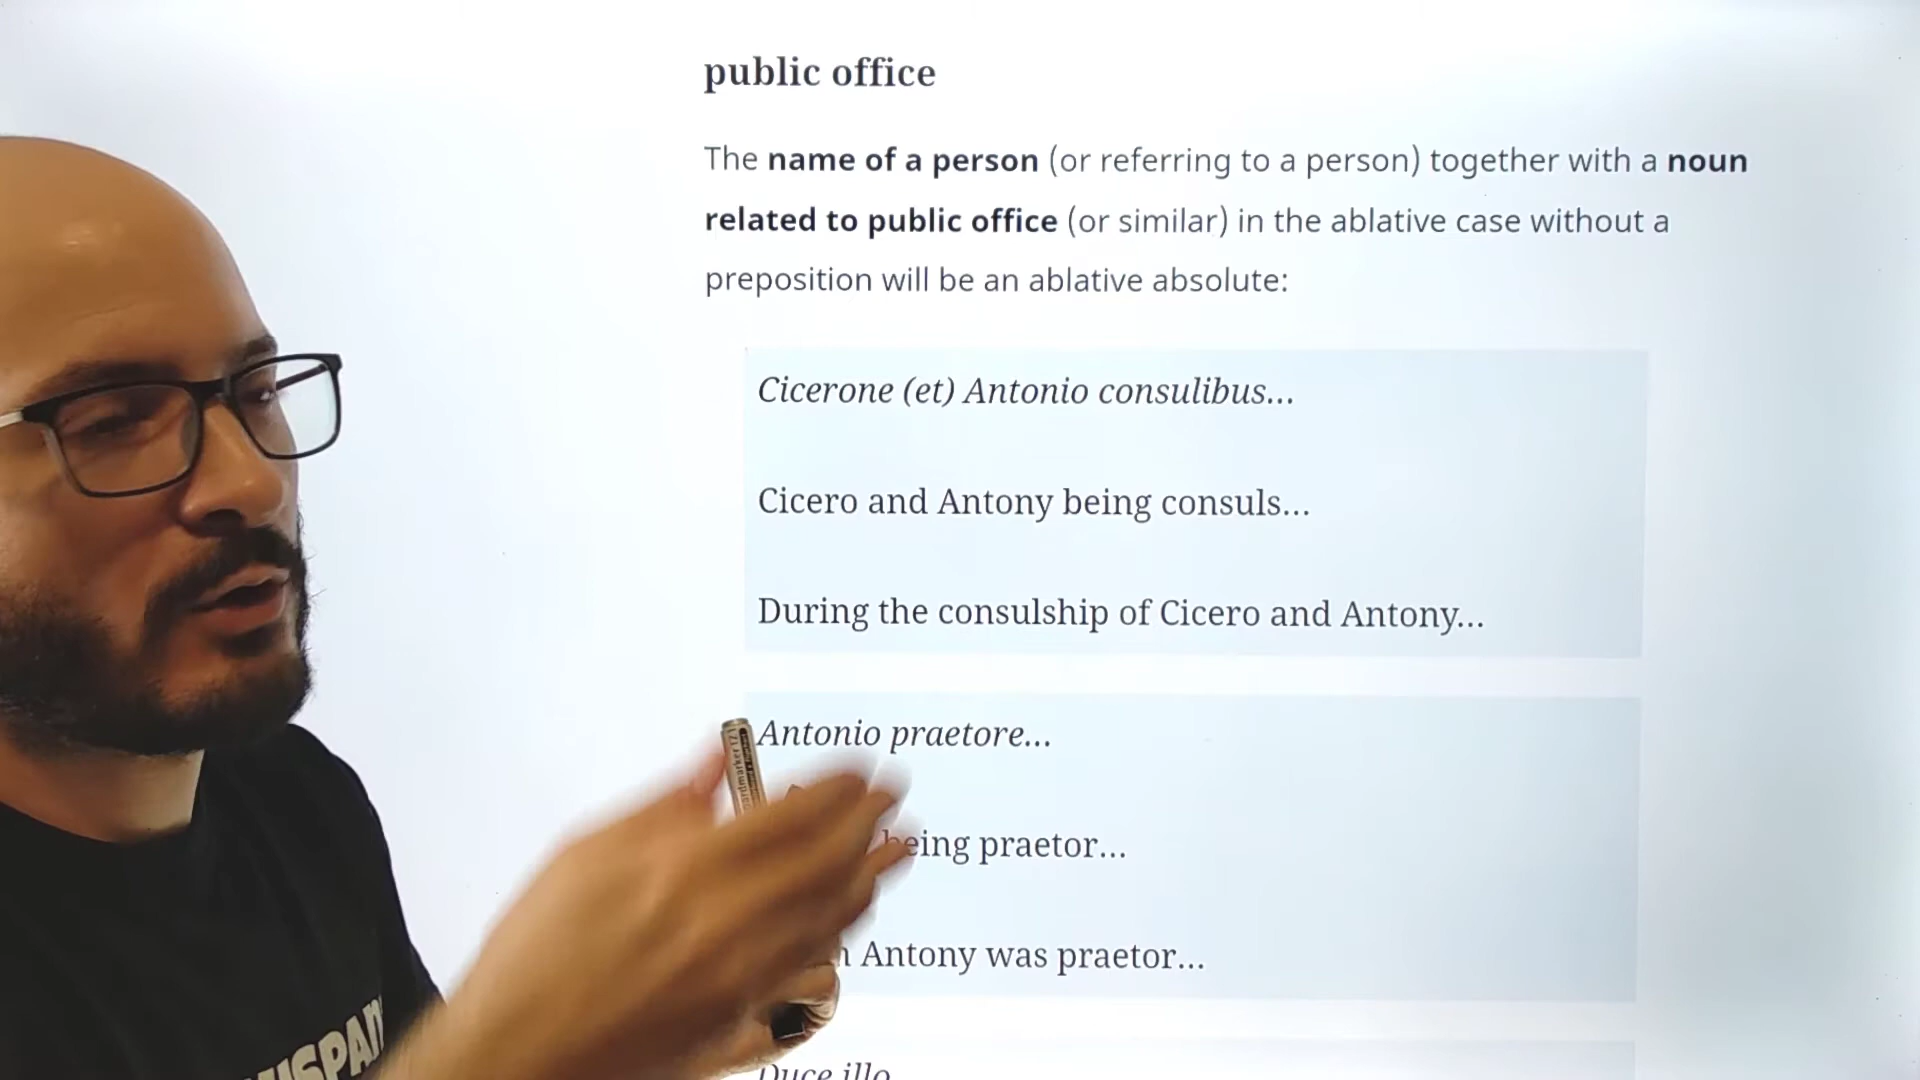 public office
The name of a person (or referring to a person) together with a noun
related to public office (or similar) in the ablative case without a
preposition will be an ablative absolute:
Cicerone (et) Antonio consulibus...
Cicero and Antony being consuls...
During the consulship of Cicero and Antony...
Antonio praetore...
being praetor...
Antony was praetor...
Duce illo